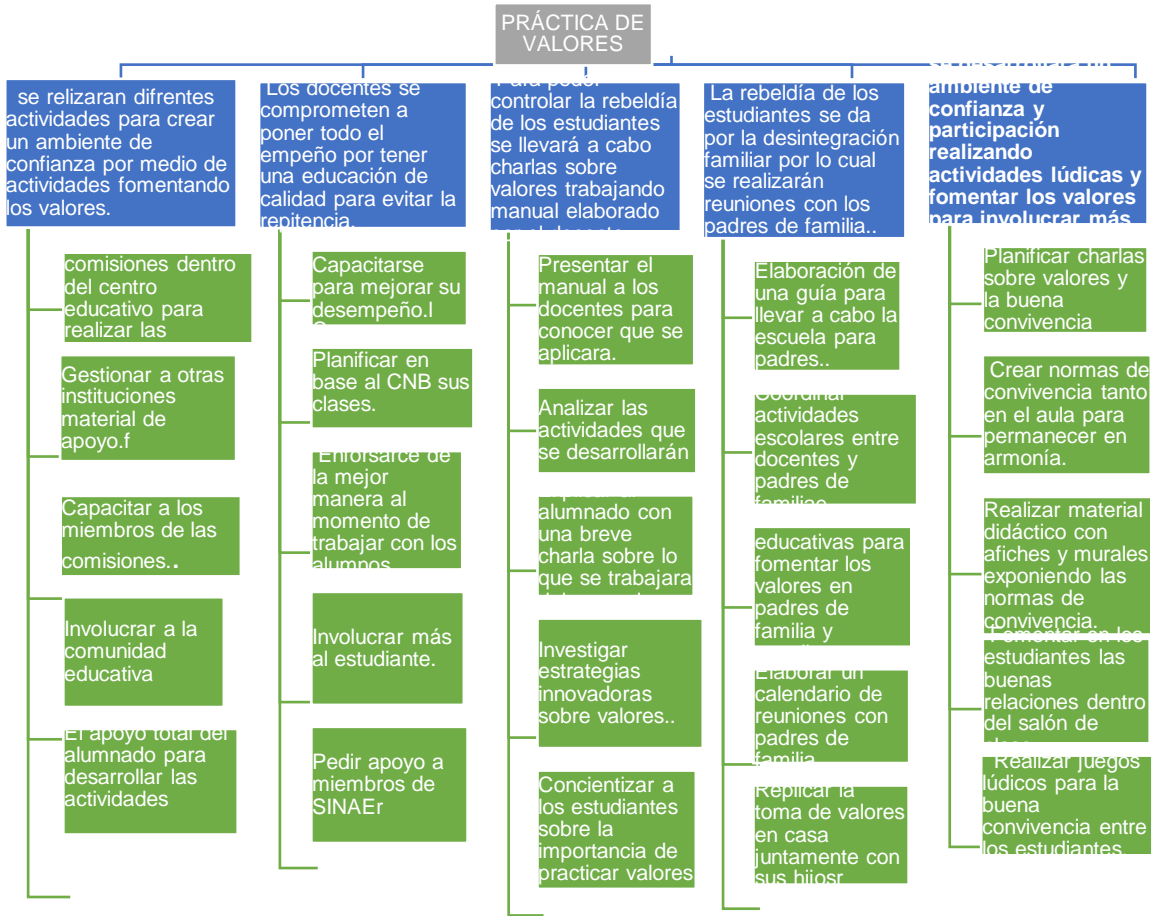 PRÁCTICA DE
VALORES
se relizaran difrentes
actividades para crear
un ambiente de
confianza por medio de
actividades fomentando
los valores.
comisiones dentro
del centro
educativo para
realizar las
Gestionar a otras
instituciones
material de
apoyo.f
Capacitar a los
miembros de las
comisiones..
Involucrar a la
comunidad
educativa
El apoyo total del
alumnado para
desarrollar las
actividades
Los docentes se
comprometen a
poner todo el
empeño por tener
una educación de
calidad para evitar la
repitencia.
Capacitarse
para mejorar su
desempeño.l
Planificar en
base al CNB sus
clases.
Enforsarce de
la mejor
manera al
momento de
trabajar con los
alumnos
Involucrar más
al estudiante.
Pedir apoyo a
miembros de
SINAEr
Para poder
controlar la rebeldía
de los estudiantes
se llevará a cabo
charlas sobre
valores trabajando
manual elaborado
por el docente
Presentar el
manual a los
docentes para
conocer que se
aplicara.
Analizar las
actividades que
se desarrollarán
alumnado con
una breve
charla sobre lo
que se trabajara
Investigar
estrategias
innovadoras
sobre valores..
Concientizar a
los estudiantes
sobre la
importancia de
practicar valores
La rebeldía de los
estudiantes se da
por la desintegración
familiar por lo cual
se realizarán
reuniones con los
padres de familia..
Elaboración de
una guía para
llevar a cabo la
escuela para
padres..
Coordinar
actividades
escolares entre
docentes y
padres de
familiae
educativas para
fomentar los
valores en
padres de
familia y
Elaborar un
calendario de
reuniones con
padres de
familia
Replicar la
toma de valores
en casa
juntamente con
sus hijosr
se desarrollara un
ambiente de
confianza y
participación
realizando
actividades lúdicas y
fomentar los valores
para involucrar más
Planificar charlas
sobre valores y
la buena
convivencia
Crear normas de
convivencia tanto
en el aula para
permanecer en
armonía.
Realizar material
didáctico con
afiches y murales
exponiendo las
normas de
convivencia.
Fomentar en los
estudiantes las
buenas
relaciones dentro
del salón de
Realizar juegos
lúdicos para la
buena
convivencia entre
los estudiantes.